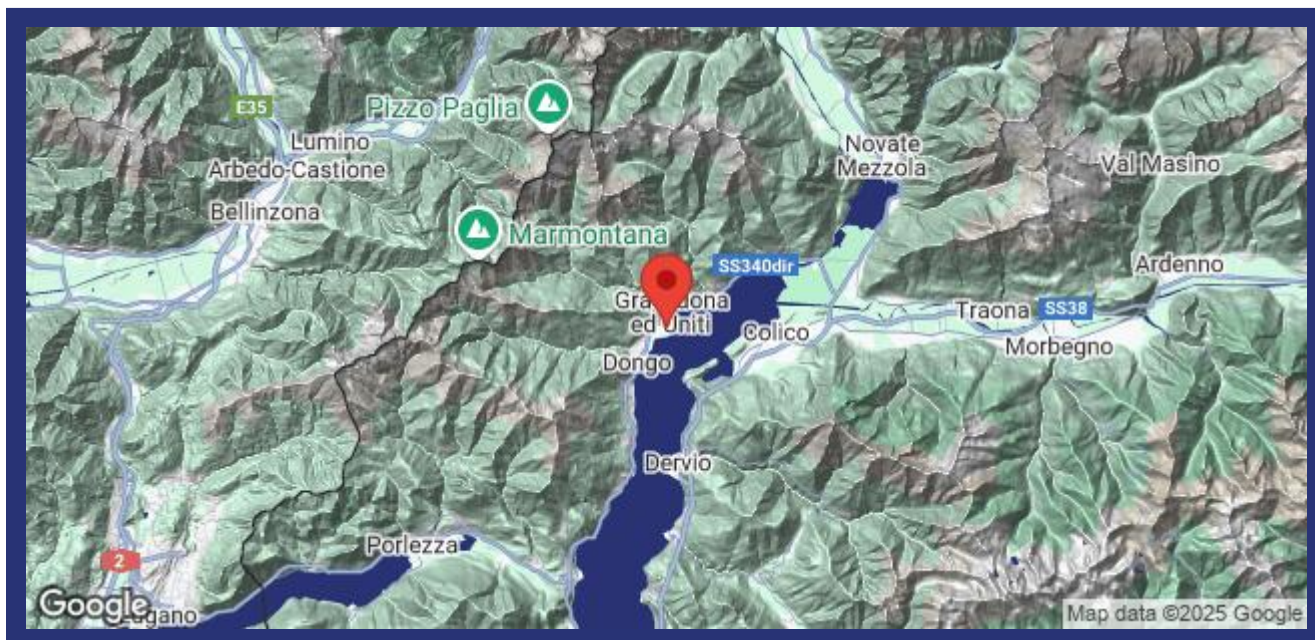 E35
Pizzo Paglia
Lumino
Arbedo-Castione
Novate
Mezzola
Val Masino
Bellinzona
Marmontana
SS340dir
Ardenno
ed Uniti
Traona
SS38
Colico
Morbegno
Dongo
Dervio
Porlezza
2
Google
Map data ©2025 Google